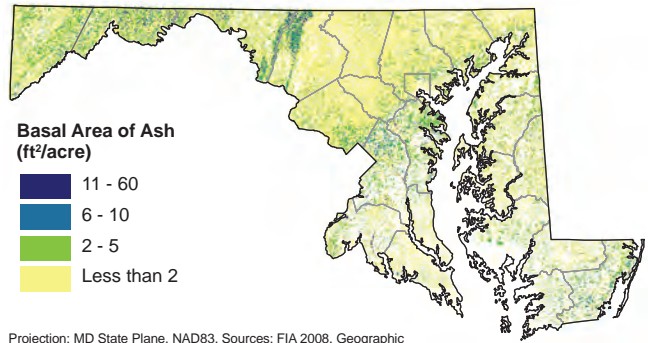 Basal Area of Ash
(ft²/acre)
11 - 60
6 - 10
2 - 5
Less than 2
Projection: MD State Plane, NAD83. Sources: FIA 2008, Geographic